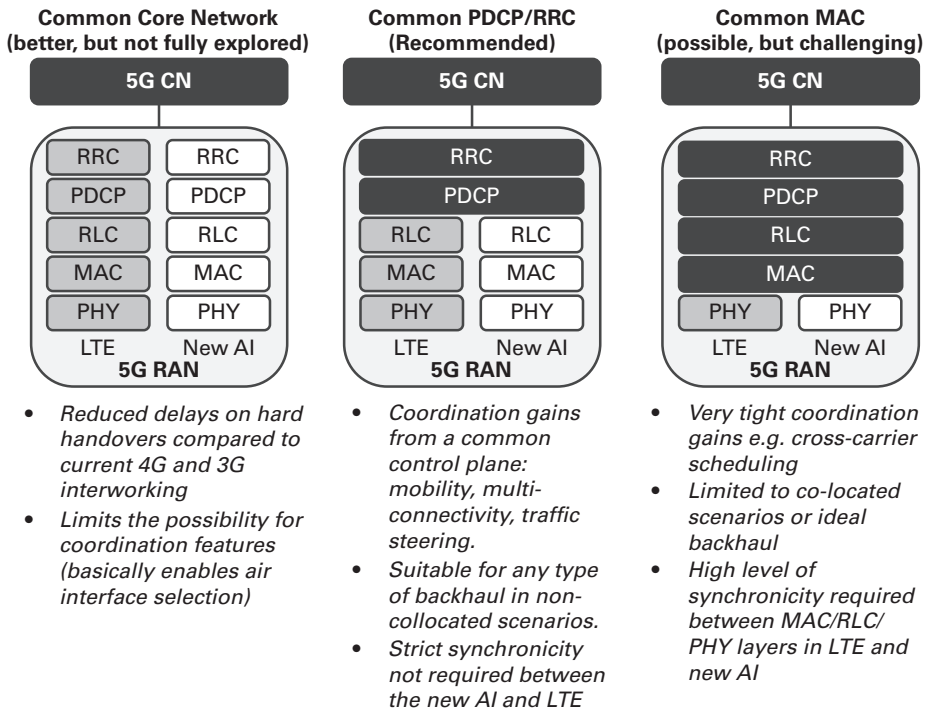 Common Core Network
(better, but not fully explored)
5G CN
RRC
RRC
PDCP
PDCP
RLC
RLC
MAC
MAC
PHY
PHY
LTE
New AI
5G RAN
• Reduced delays on hard
handovers compared to
current 4G and 3G
interworking
• Limits the possibility for
coordination features
(basically enables air
interface selection)
Common PDCP/RRC
(Recommended)
5G CN
RRC
PDCP
RLC
RLC
MAC
MAC
PHY
PHY
LTE
New AI
5G RAN
• Coordination gains
from a common
control plane:
mobility, multi-
connectivity, traffic
steering.
• Suitable for any type
of backhaul in non-
collocated scenarios.
• Strict synchronicity
not required between
the new AI and LTE
Common MAC
(possible, but challenging)
5G CN
RRC
PDCP
RLC
MAC
PHY
PHY
LTE
New AI
5G RAN
• Very tight coordination
gains e.g. cross-carrier
scheduling
• Limited to co-located
scenarios or ideal
backhaul
• High level of
synchronicity required
between MAC/RLC/
PHY layers in LTE and
new AI